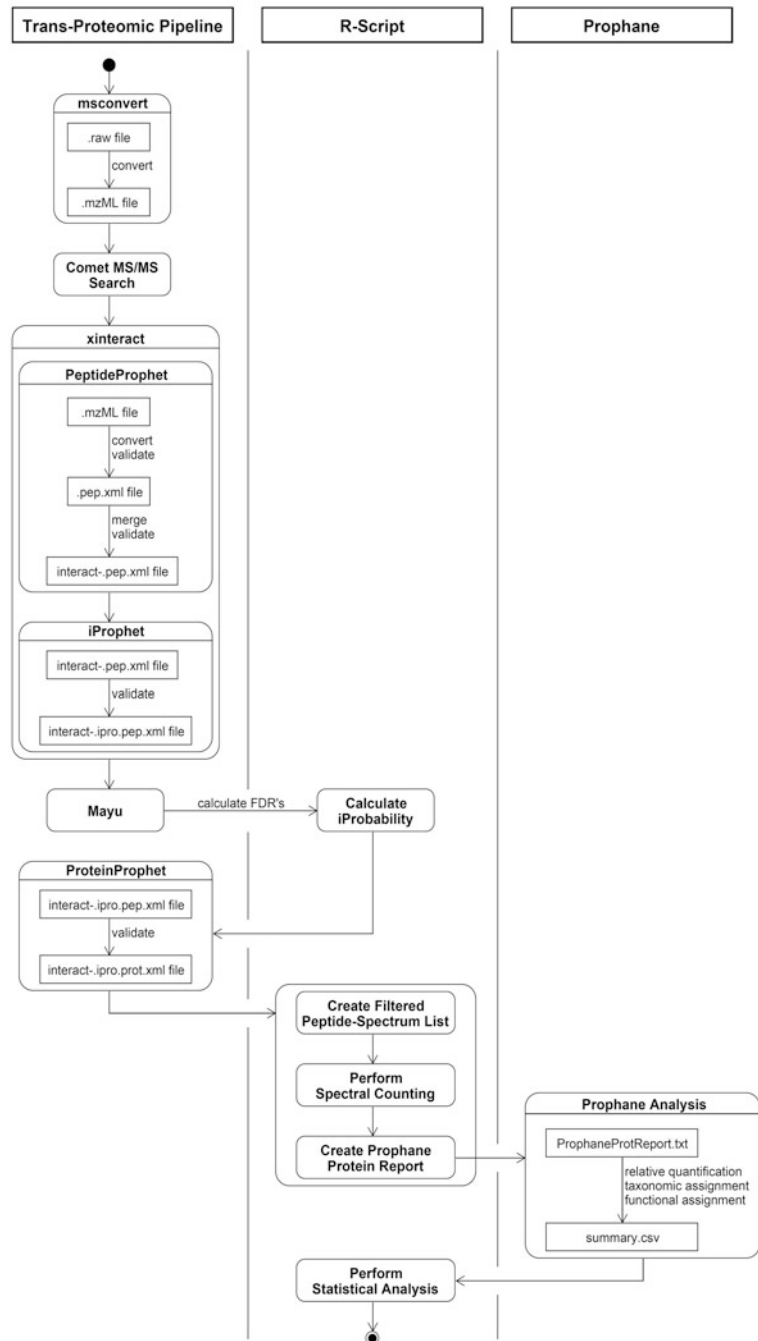 Trans-Proteomic Pipeline
R-Script
Prophane
msconvert
.raw file
convert
.mzML file
Comet MS/MS
Search
xinteract
PeptideProphet
.mzML file
convert
validate
.pep.xml file
merge
validate
interact-.pep.xml file
iProphet
interact-.pep.xml file
validate
interact-.ipro.pep.xml file
Mayu
calculate FDR's
Calculate
iProbability
ProteinProphet
interact-.ipro.pep.xml file
validate
interact-.ipro.prot.xml file
Create Filtered
Peptide-Spectrum List
Perform
Spectral Counting
Create Prophane
Protein Report
Prophane Analysis
ProphaneProtReport.txt
relative quantification
taxonomic assignment
functional assignment
summary.csv
Perform
Statistical Analysis